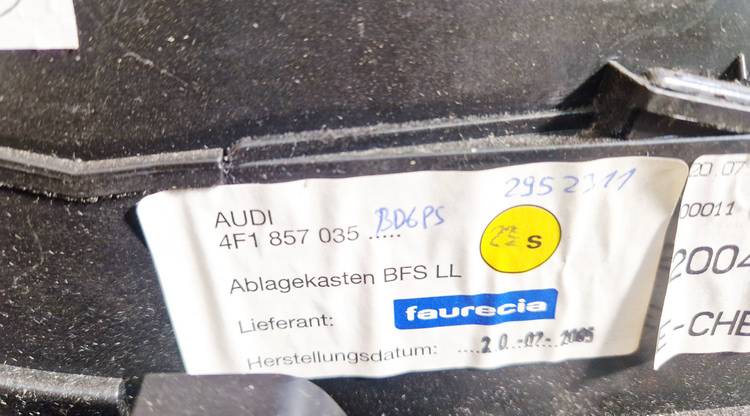 AUDI
4F1 857 035 ..... BD6PS
2952311
22 s
Ablagekasten BFS LL
Lieferant: faurecia
Herstellungsdatum: ....20.-07-2005
20.07
00011
2004
E-CHE